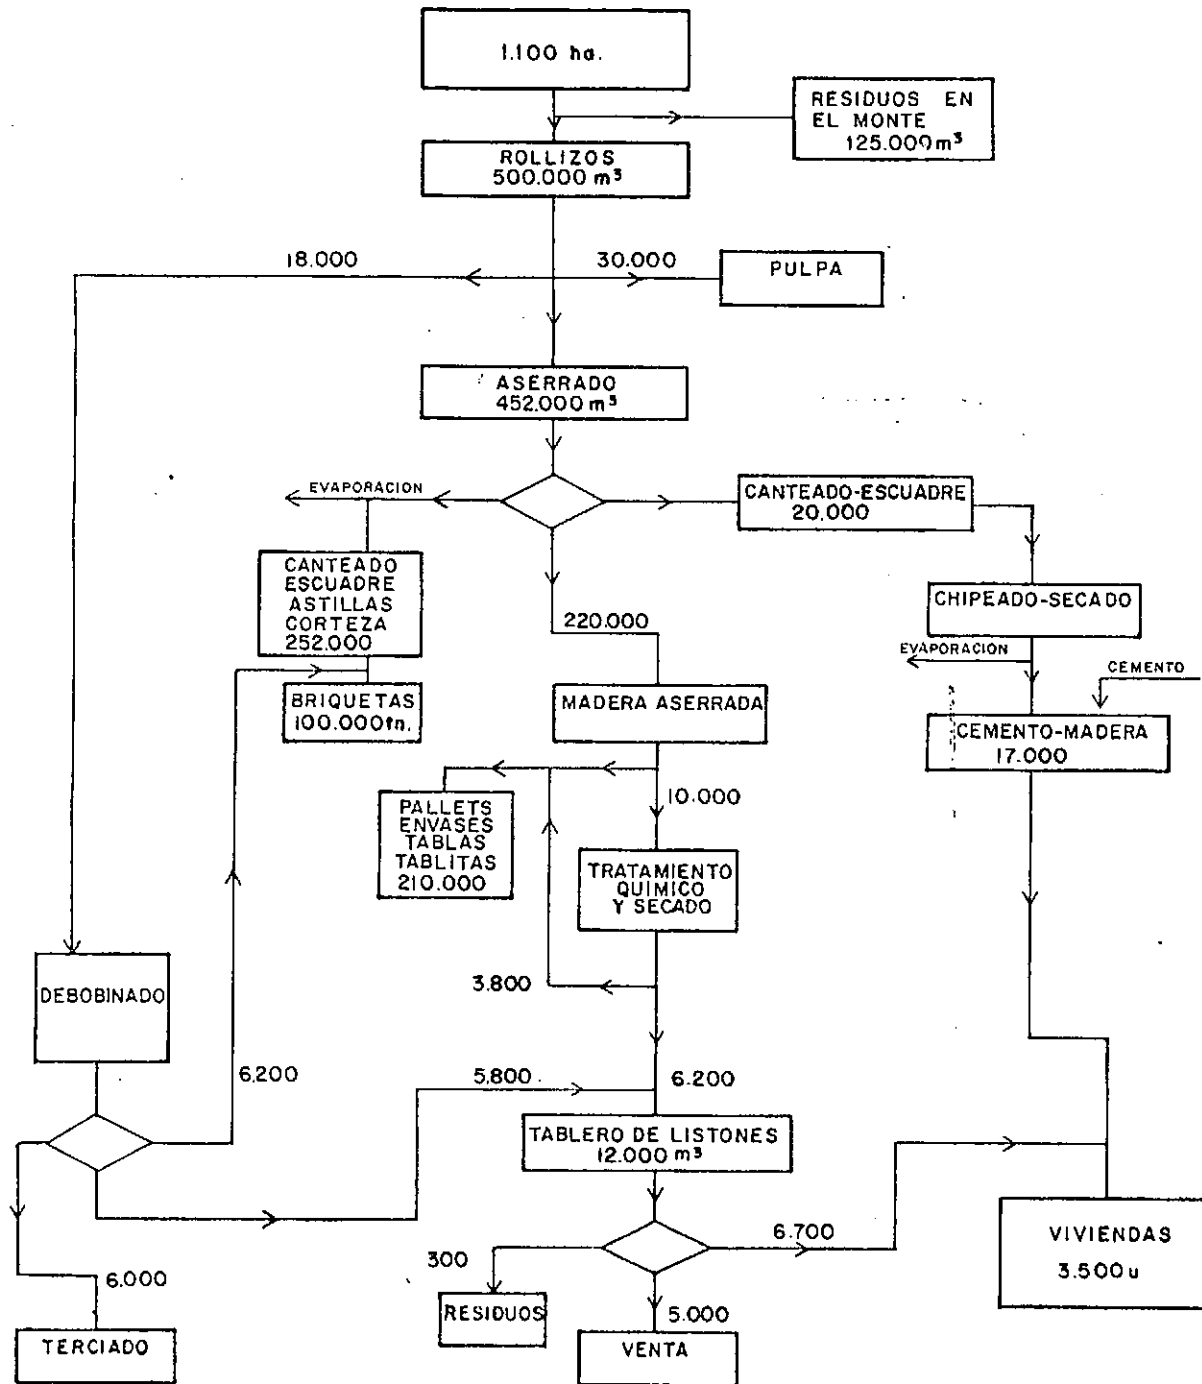 1.100 ha.
RESIDUOS EN
EL MONTE
125.000 m³
ROLLIZOS
500.000 m³
18.000
30.000
PULPA
ASERRADO
452.000 m³
EVAPORACION
CANTEADO-ESCUADRE
20.000
CANTEADO
ESCUADRE
ASTILLAS
CORTEZA
252.000
220.000
CHIPEADO-SECADO
EVAPORACION
CEMENTO
BRIQUETAS
100.000 tn.
MADERA ASERRADA
CEMENTO-MADERA
17.000
PALLETS
ENVASES
TABLAS
TABLITAS
210.000
10.000
TRATAMIENTO
QUIMICO
Y SECADO
3.800
DEBOBINADO
6.200
5.800
6.200
TABLERO DE LISTONES
12.000 m³
6.700
VIVIENDAS
3.500 u
300
6.000
RESIDUOS
5.000
TERCIADO
VENTA